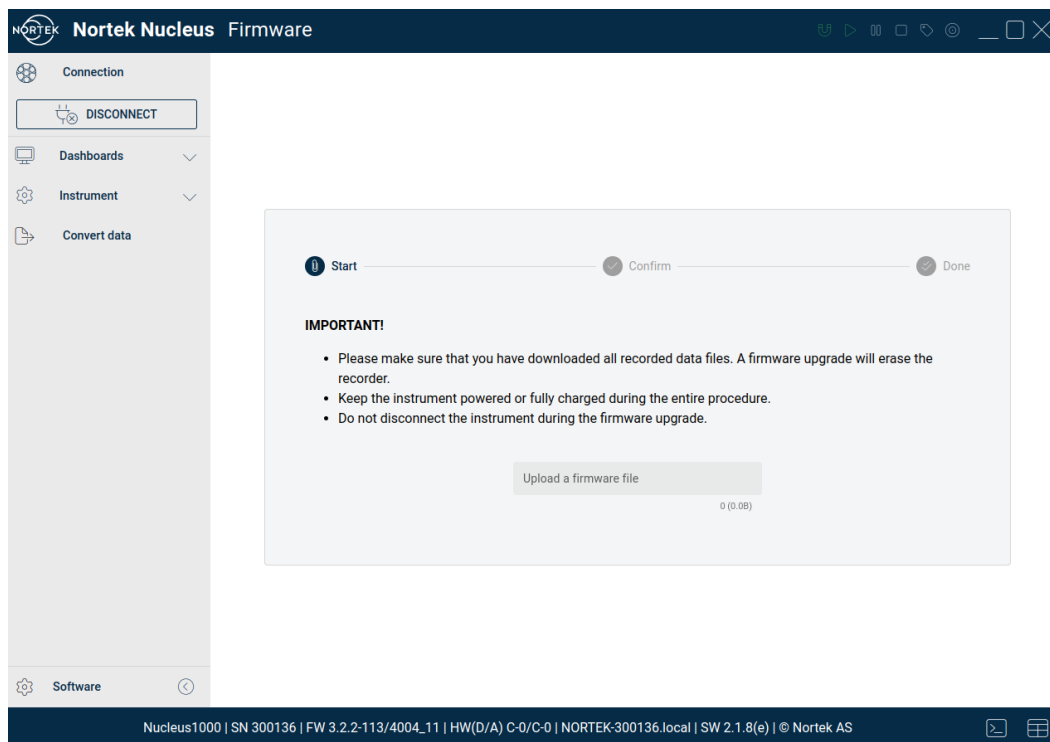 NORTEK Nortek Nucleus Firmware
Connection
DISCONNECT
Dashboards
Instrument
Convert data
Start
Confirm
Done
IMPORTANT!
• Please make sure that you have downloaded all recorded data files. A firmware upgrade will erase the
recorder.
• Keep the instrument powered or fully charged during the entire procedure.
• Do not disconnect the instrument during the firmware upgrade.
Upload a firmware file
0 (0.0B)
Software
Nucleus1000 | SN 300136 | FW 3.2.2-113/4004_11 | HW(D/A) C-0/C-0 | NORTEK-300136.local | SW 2.1.8(e) | © Nortek AS